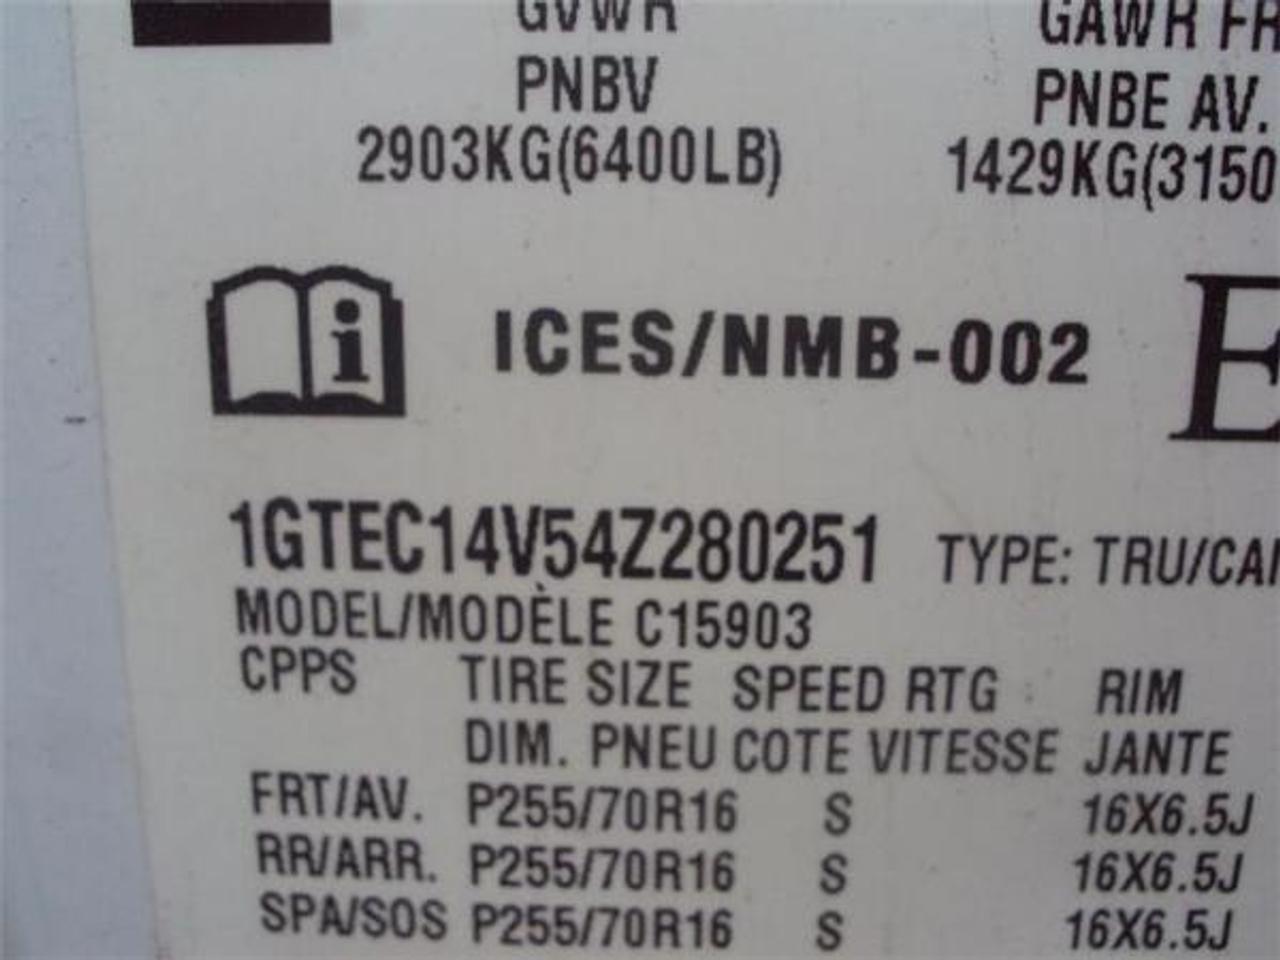 GVWR GAWR FR
PNBV PNBE AV.
2903KG(6400LB) 1429KG(3150
i ICES/NMB-002 E
1GTEC14V54Z280251 TYPE: TRU/CAM
MODEL/MODÈLE C15903
CPPS TIRE SIZE SPEED RTG RIM
DIM. PNEU COTE VITESSE JANTE
FRT/AV. P255/70R16 S 16X6.5J
RR/ARR. P255/70R16 S 16X6.5J
SPA/SOS P255/70R16 S 16X6.5J